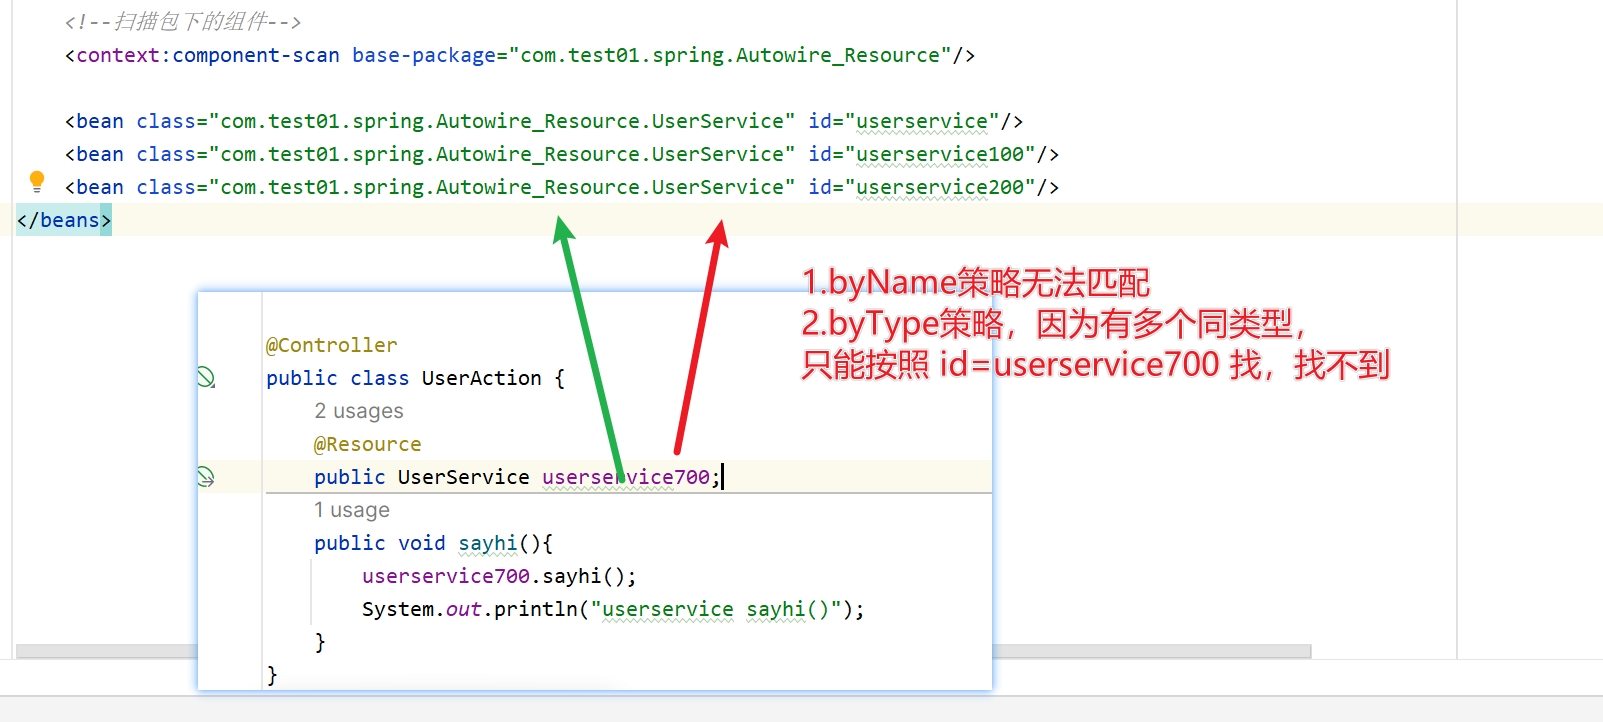 <!--扫描包下的组件-->
<context:component-scan base-package="com.test01.spring.Autowire_Resource"/>
<bean class="com.test01.spring.Autowire_Resource.UserService" id="userservice"/>
<bean class="com.test01.spring.Autowire_Resource.UserService" id="userservice100"/>
<bean class="com.test01.spring.Autowire_Resource.UserService" id="userservice200"/>
</beans>
1.byName策略无法匹配
2.byType策略，因为有多个同类型，
只能按照 id=userservice700 找，找不到
@Controller
public class UserAction {
2 usages
@Resource
public UserService userservice700;
1 usage
public void sayhi(){
userservice700.sayhi();
System.out.println("userservice sayhi()");
}
}